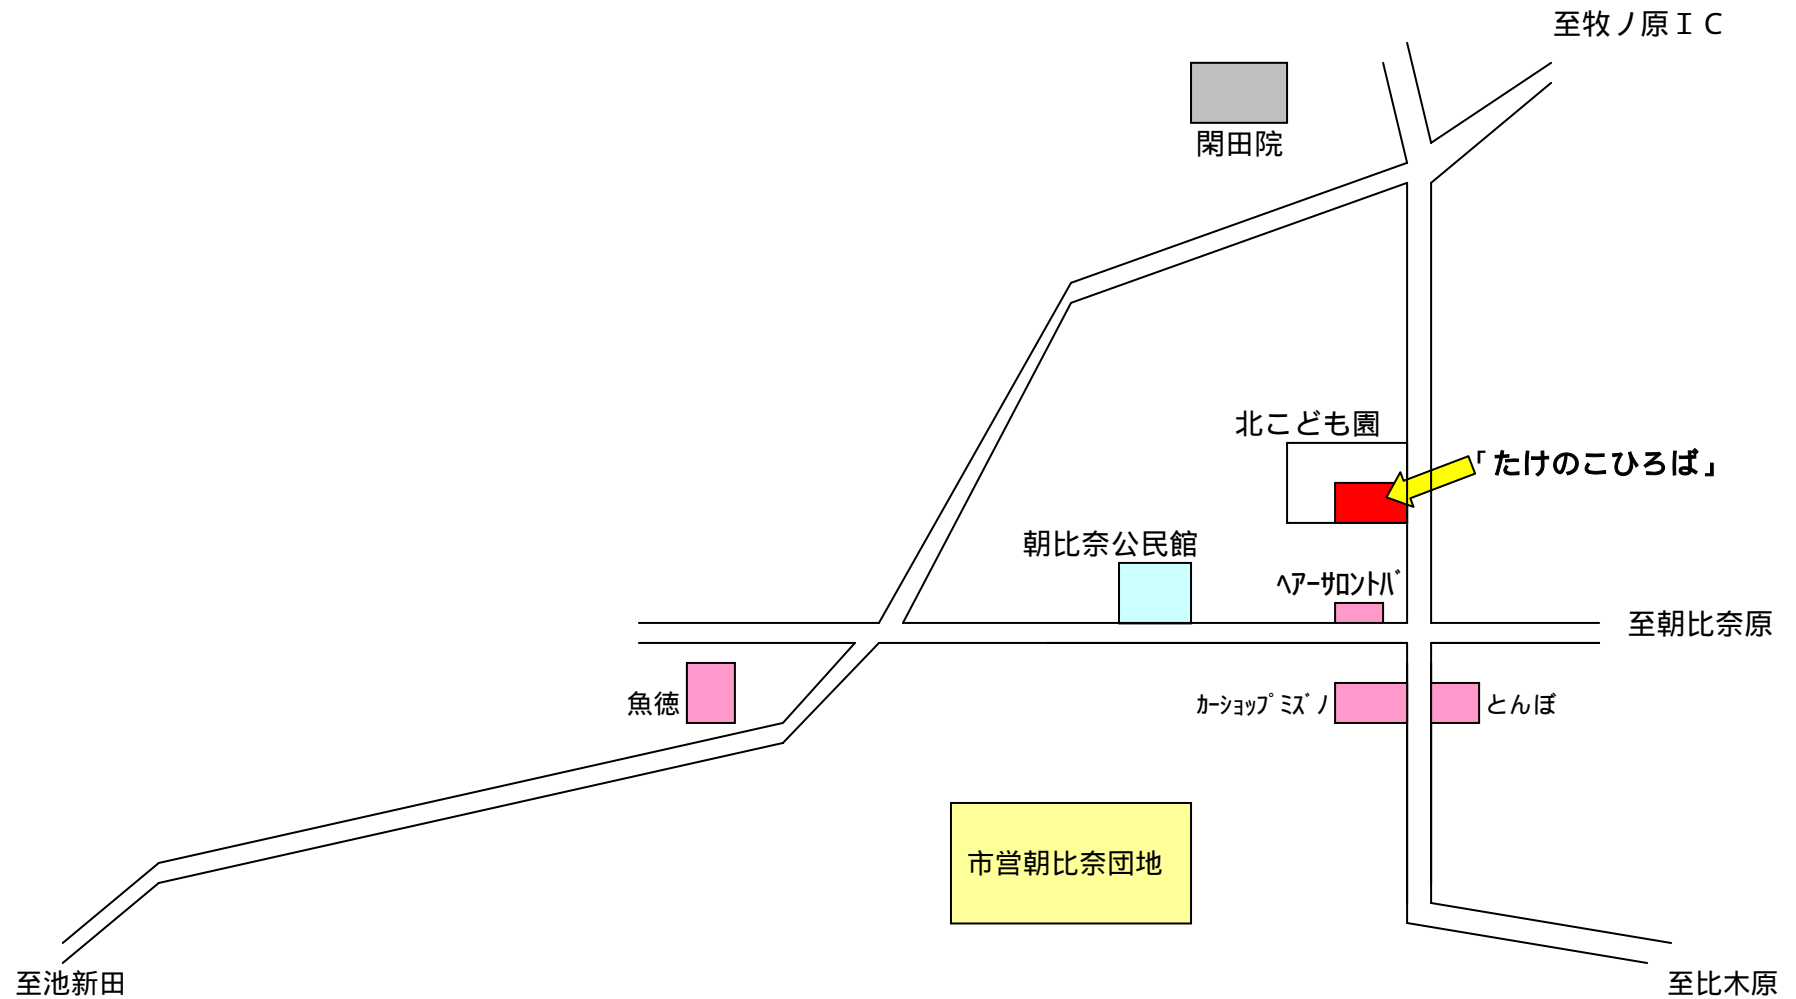 至牧ノ原ＩＣ
閑田院
北こども園
「たけのこひろば」
朝比奈公民館
ﾍｱｰｻﾛﾝﾄﾊﾞ
至朝比奈原
魚徳
ｶｰｼｮｯﾌﾟﾐｽﾞﾉ
とんぼ
市営朝比奈団地
至池新田
至比木原